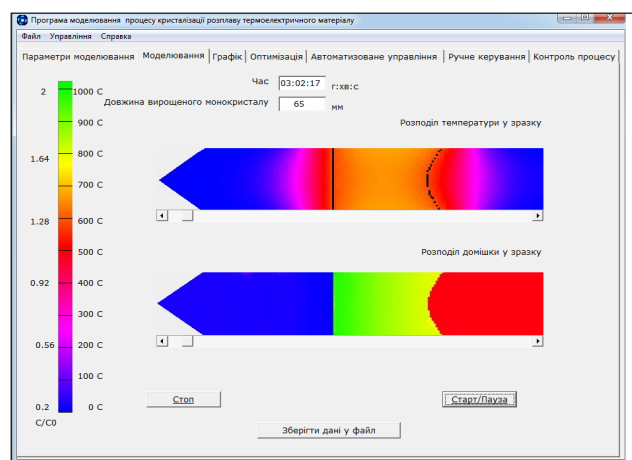 Програма моделювання процесу кристалізації розплаву термоелектричного матеріалу
Файл Управління Справка
Параметри моделювання Моделювання Графік Оптимізація Автоматизоване управління Ручне керування Контроль процесу
Час 03:02:17 г:хв:с
2 1000 C
Довжина вирощеного монокристалу 65 мм
900 C
Розподіл температури у зразку
1.64 800 C
700 C
1.28 600 C
500 C
Розподіл домішки у зразку
0.92 400 C
300 C
0.56 200 C
100 C
0.2 0 C
C/C0
Стоп Старт/Пауза
Зберігти дані у файл